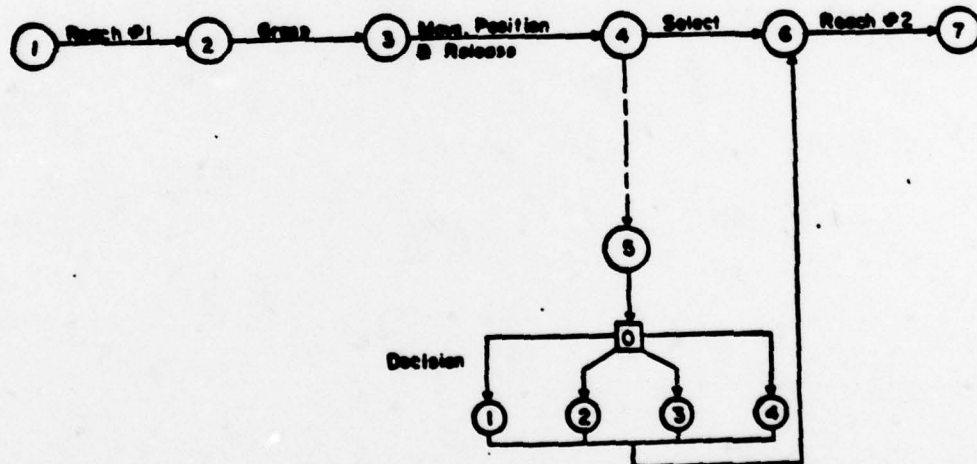 1 Reach #1 2 Grasp 3 Move, Position 4 Select 6 Reach #2 7
& Release
5
0
Decision
1 2 3 4